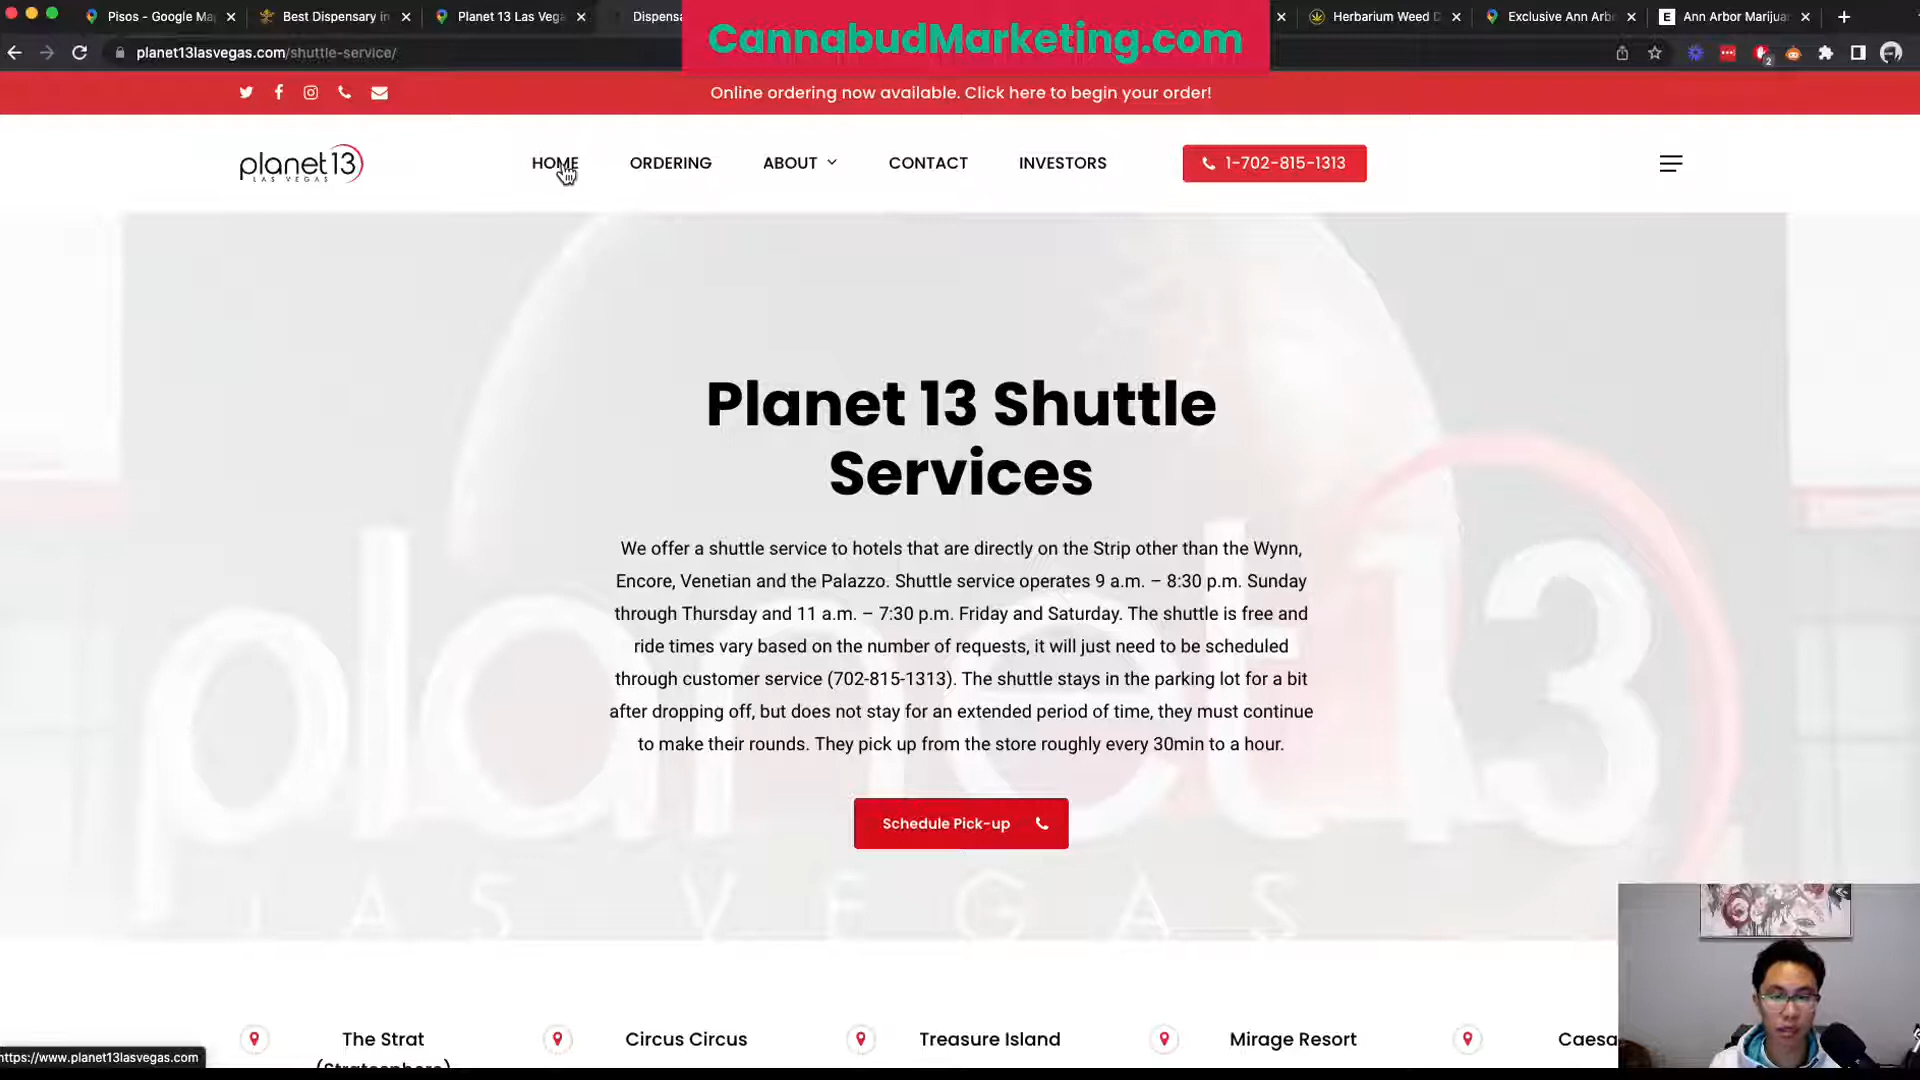 Pisos - Google Ma
Best Dispensary in
Planet 13 Las Vega
Dispensa
CannabudMarketing.com
Herbarium Weed D
Exclusive Ann Arb
Ann Arbor Marijua
planet13lasvegas.com/shuttle-service/
2
Online ordering now available. Click here to begin your order!
planet13
LAS VEGAS
HOME
ORDERING
ABOUT
CONTACT
INVESTORS
1-702-815-1313
Planet 13 Shuttle
Services
We offer a shuttle service to hotels that are directly on the Strip other than the Wynn,
Encore, Venetian and the Palazzo. Shuttle service operates 9 a.m. – 8:30 p.m. Sunday
through Thursday and 11 a.m. – 7:30 p.m. Friday and Saturday. The shuttle is free and
ride times vary based on the number of requests, it will just need to be scheduled
through customer service (702-815-1313). The shuttle stays in the parking lot for a bit
after dropping off, but does not stay for an extended period of time, they must continue
to make their rounds. They pick up from the store roughly every 30min to a hour.
Schedule Pick-up
planet13
LAS VEGAS
The Strat
(Stratosphere)
Circus Circus
Treasure Island
Mirage Resort
Caesa
https://www.planet13lasvegas.com